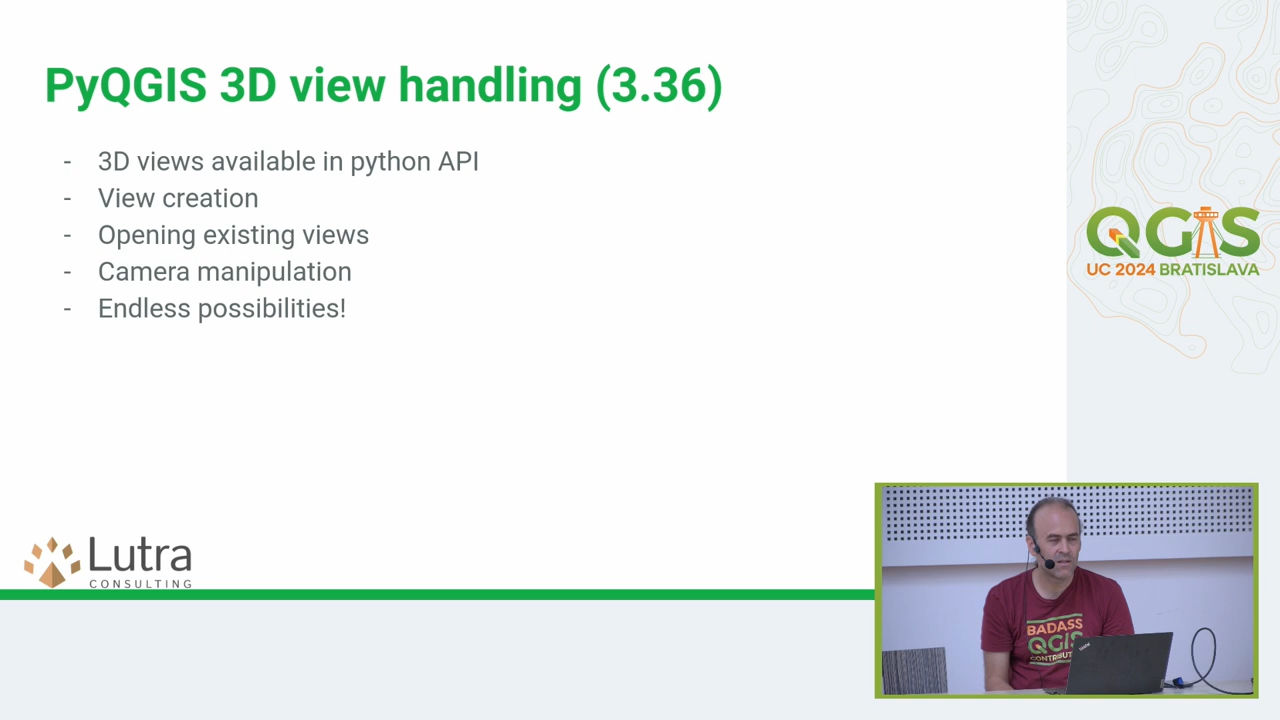 PyQGIS 3D view handling (3.36)
- 3D views available in python API
- View creation
- Opening existing views
- Camera manipulation
- Endless possibilities!
QGIS
UC 2024 BRATISLAVA
Lutra
CONSULTING
BADASS
QGIS